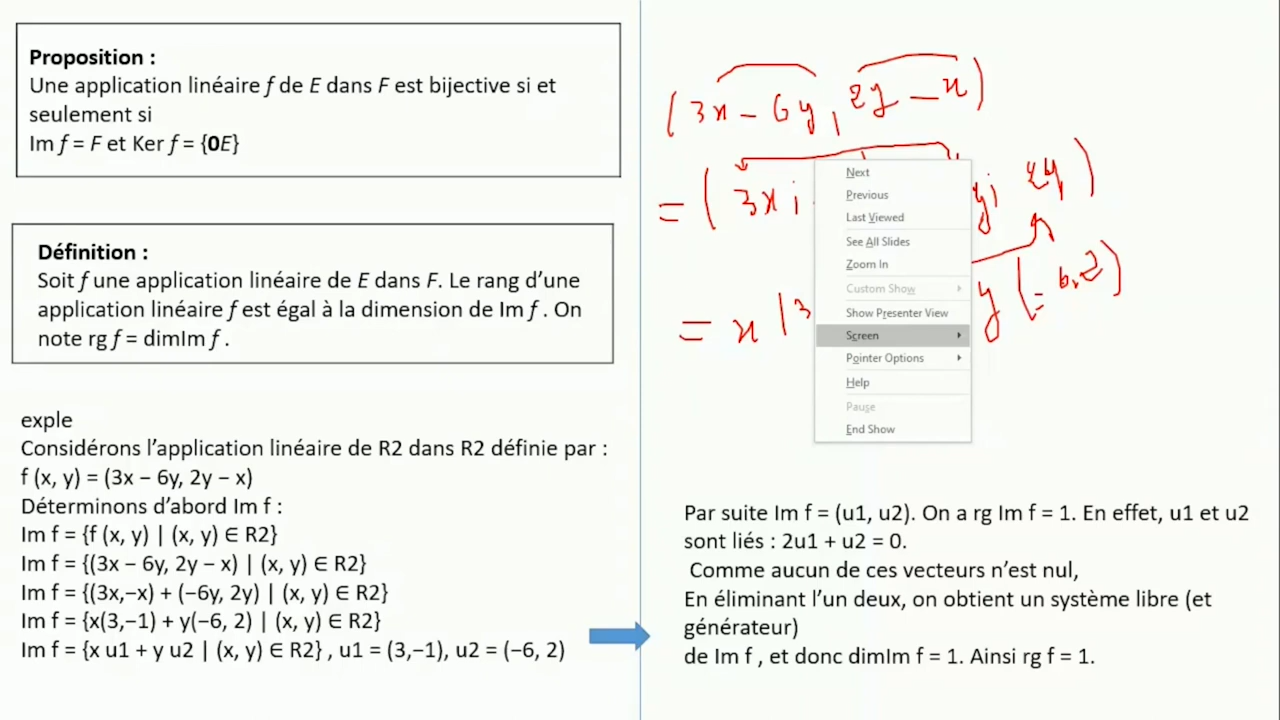 Proposition :
Une application linéaire f de E dans F est bijective si et
seulement si
Im f = F et Ker f = {0E}
Définition :
Soit f une application linéaire de E dans F. Le rang d’une
application linéaire f est égal à la dimension de Im f . On
note rg f = dimIm f .
exple
Considérons l’application linéaire de R2 dans R2 définie par :
f (x, y) = (3x − 6y, 2y − x)
Déterminons d’abord Im f :
Im f = {f (x, y) | (x, y) ∈ R2}
Im f = {(3x − 6y, 2y − x) | (x, y) ∈ R2}
Im f = {(3x,−x) + (−6y, 2y) | (x, y) ∈ R2}
Im f = {x(3,−1) + y(−6, 2) | (x, y) ∈ R2}
Im f = {x u1 + y u2 | (x, y) ∈ R2} , u1 = (3,−1), u2 = (−6, 2)
(3x − 6y, 2y − x)
= (3x ;
y; 2y)
= x (3
y (- 6, 2)
Next
Previous
Last Viewed
See All Slides
Zoom In
Custom Show
Show Presenter View
Screen
Pointer Options
Help
Pause
End Show
Par suite Im f = (u1, u2). On a rg Im f = 1. En effet, u1 et u2
sont liés : 2u1 + u2 = 0.
Comme aucun de ces vecteurs n’est nul,
En éliminant l’un deux, on obtient un système libre (et
générateur)
de Im f , et donc dimIm f = 1. Ainsi rg f = 1.